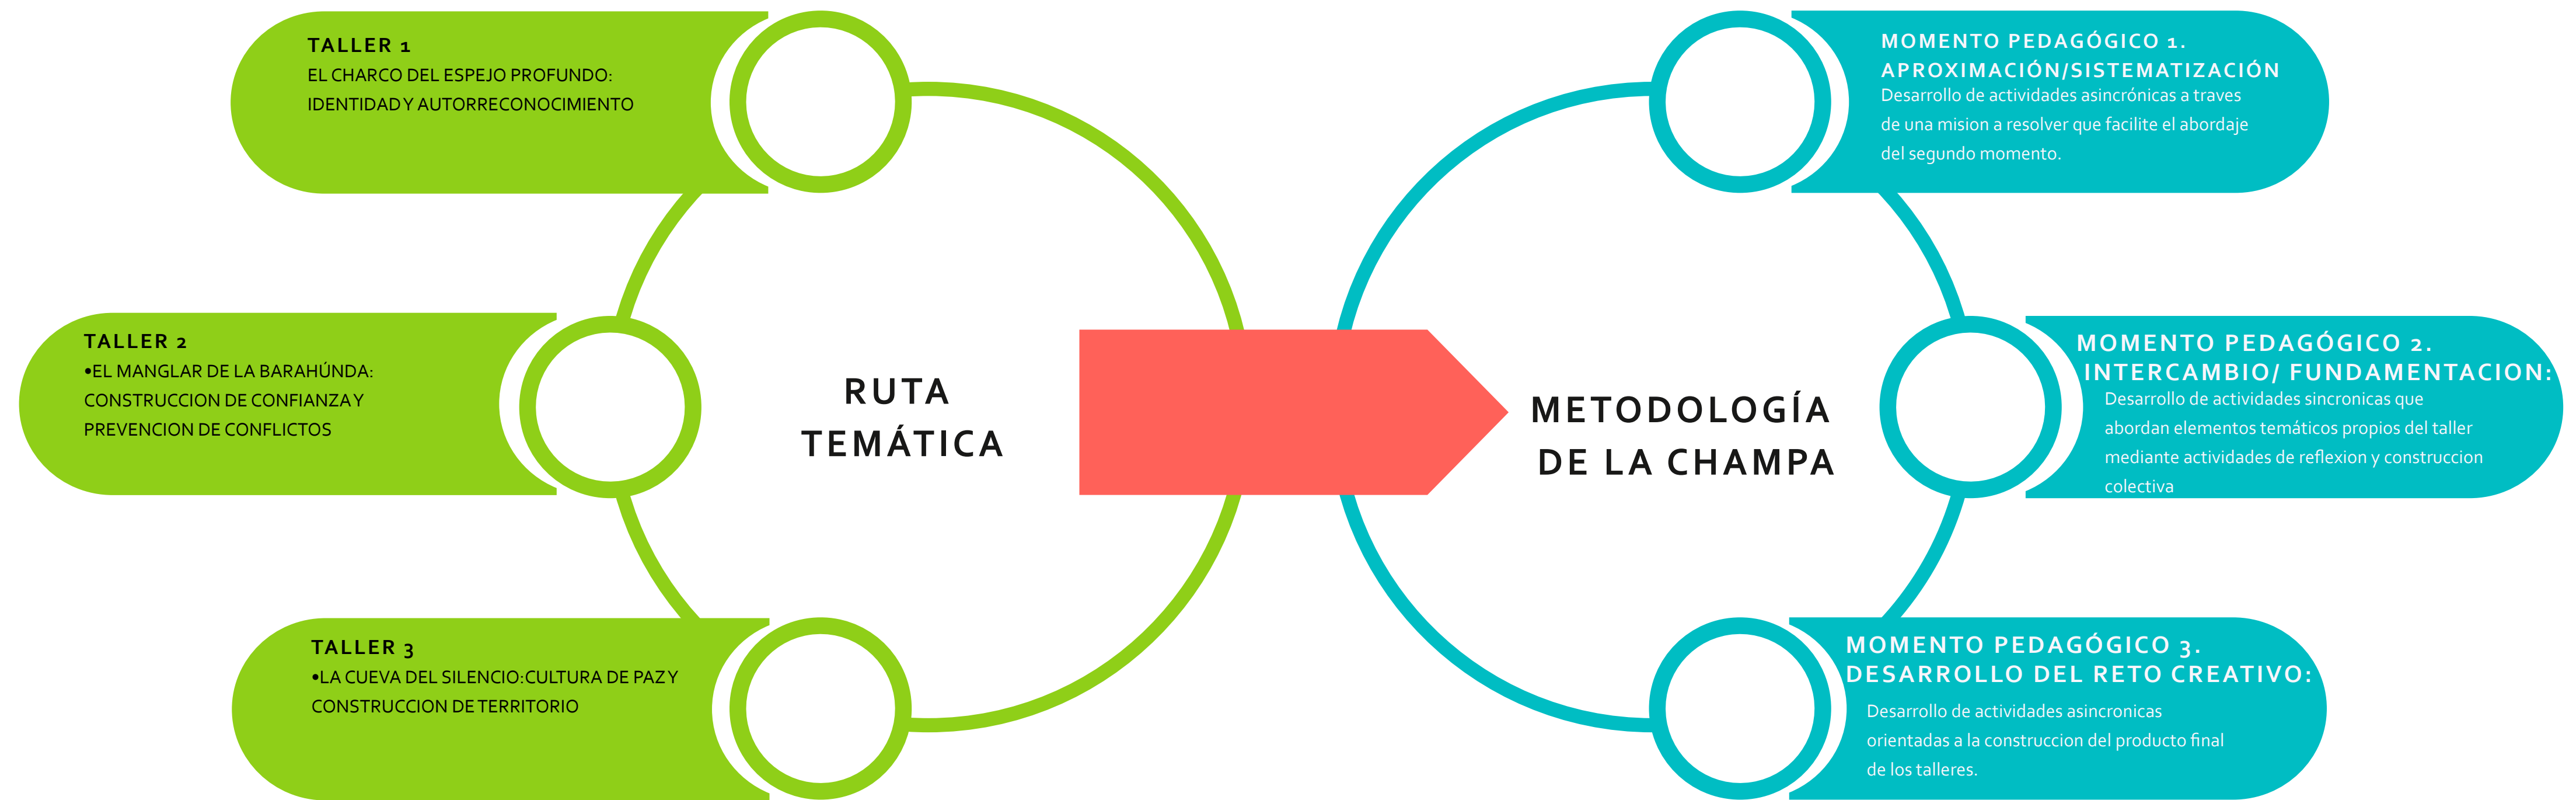 TALLER 1
EL CHARCO DEL ESPEJO PROFUNDO:
IDENTIDAD Y AUTORRECONOCIMIENTO
TALLER 2
•EL MANGLAR DE LA BARAHÚNDA:
CONSTRUCCION DE CONFIANZA Y
PREVENCION DE CONFLICTOS
TALLER 3
•LA CUEVA DEL SILENCIO:CULTURA DE PAZ Y
CONSTRUCCION DE TERRITORIO
RUTA
TEMÁTICA
METODOLOGÍA
DE LA CHAMPA
MOMENTO PEDAGÓGICO 1.
APROXIMACIÓN/SISTEMATIZACIÓN
Desarrollo de actividades asincrónicas a traves
de una mision a resolver que facilite el abordaje
del segundo momento.
MOMENTO PEDAGÓGICO 2.
INTERCAMBIO/ FUNDAMENTACION:
Desarrollo de actividades sincronicas que
abordan elementos temáticos propios del taller
mediante actividades de reflexion y construccion
colectiva
MOMENTO PEDAGÓGICO 3.
DESARROLLO DEL RETO CREATIVO:
Desarrollo de actividades asincronicas
orientadas a la construccion del producto final
de los talleres.